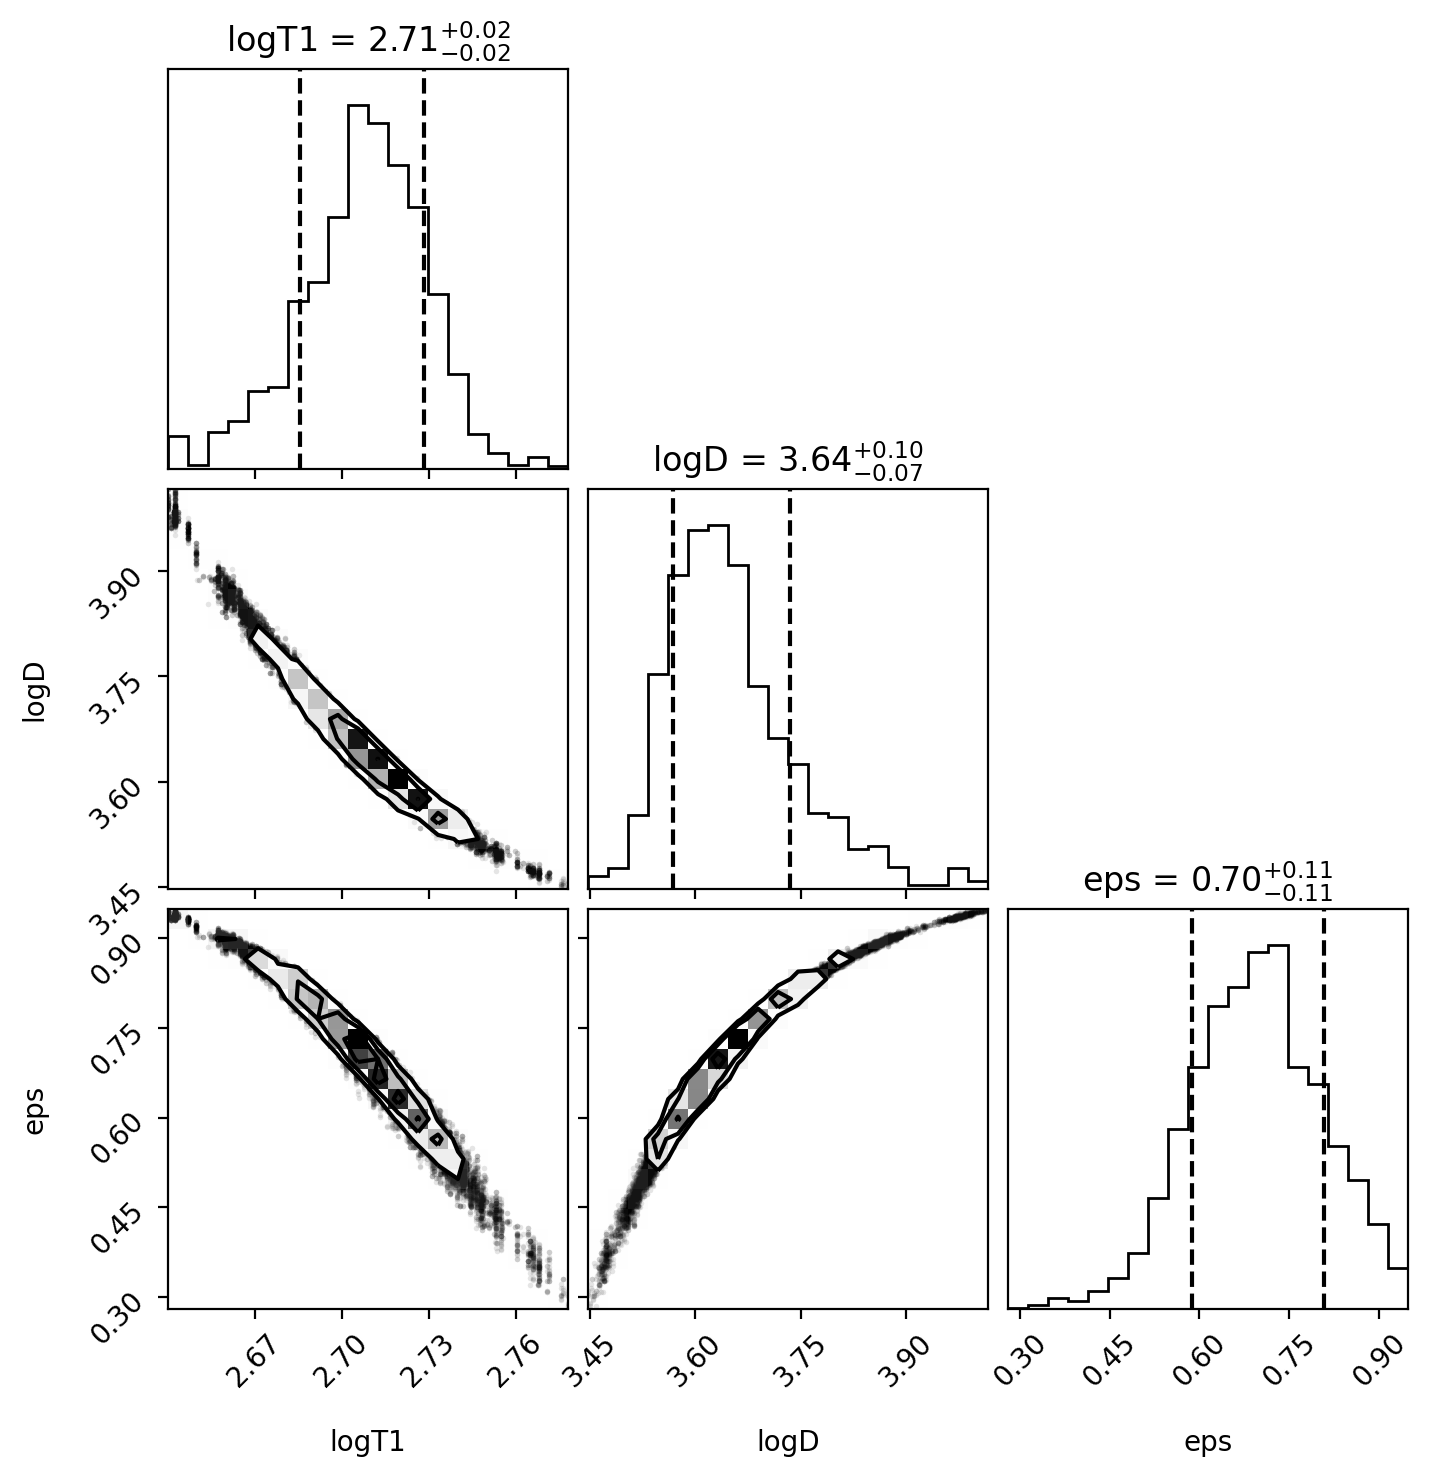 logT1 = 2.71+0.02−0.02
logD = 3.64+0.10−0.07
3.90
3.75
3.60
3.45
logD
eps = 0.70+0.11−0.11
0.90
0.75
0.60
0.45
0.30
eps
2.67 2.70 2.73 2.76 3.45 3.60 3.75 3.90 0.30 0.45 0.60 0.75 0.90
logT1 logD eps